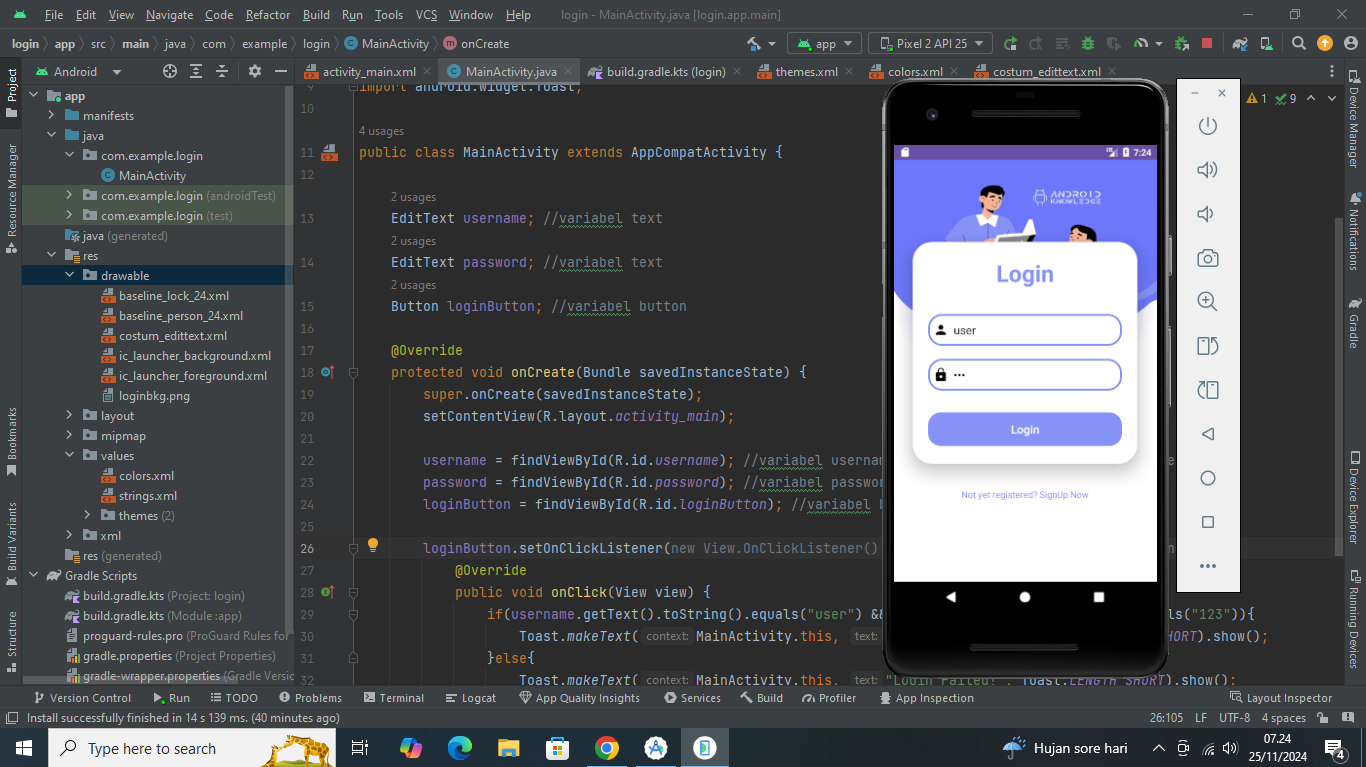 File Edit View Navigate Code Refactor Build Run Tools VCS Window Help login - MainActivity.java [login.app.main]
login app src main java com example login MainActivity onCreate app Pixel 2 API 25
Project
Android
activity_main.xml MainActivity.java build.gradle.kts (login) themes.xml colors.xml costum_edittext.xml
app
manifests
java
com.example.login
MainActivity
com.example.login (androidTest)
com.example.login (test)
java (generated)
res
drawable
baseline_lock_24.xml
baseline_person_24.xml
costum_edittext.xml
ic_launcher_background.xml
ic_launcher_foreground.xml
loginbkg.png
layout
mipmap
values
colors.xml
strings.xml
themes (2)
xml
res (generated)
Gradle Scripts
build.gradle.kts (Project: login)
build.gradle.kts (Module :app)
proguard-rules.pro (ProGuard Rules for
gradle.properties (Project Properties)
gradle-wrapper.properties (Gradle Versic
Resource Manager
Bookmarks
Build Variants
Structure
9 import android.widget.Toast;
10
4 usages
11 public class MainActivity extends AppCompatActivity {
12
2 usages
13 EditText username; //variabel text
2 usages
14 EditText password; //variabel text
2 usages
15 Button loginButton; //variabel button
16
17 @Override
18 protected void onCreate(Bundle savedInstanceState) {
19 super.onCreate(savedInstanceState);
20 setContentView(R.layout.activity_main);
21
22 username = findViewById(R.id.username); //variabel usernam
23 password = findViewById(R.id.password); //variabel passwor
24 loginButton = findViewById(R.id.loginButton); //variabel
25
26 loginButton.setOnClickListener(new View.OnClickListener()
27 @Override
28 public void onClick(View view) {
29 if(username.getText().toString().equals("user") && ls("123")){
30 Toast.makeText( context: MainActivity.this, text: HORT).show();
31 }else{
32 Toast.makeText( context: MainActivity.this, text: "Login Failed!", Toast.LENGTH_SHORT).show();
1 9
7:24
ANDROID
KNOWLEDGE
Login
user
•••
Login
Not yet registered? SignUp Now
Device Manager
Notifications
Gradle
Device Explorer
Running Devices
Version Control Run TODO Problems Terminal Logcat App Quality Insights Services Build Profiler App Inspection Layout Inspector
Install successfully finished in 14 s 139 ms. (40 minutes ago) 26:105 LF UTF-8 4 spaces
Type here to search Hujan sore hari 07.24
25/11/2024 4